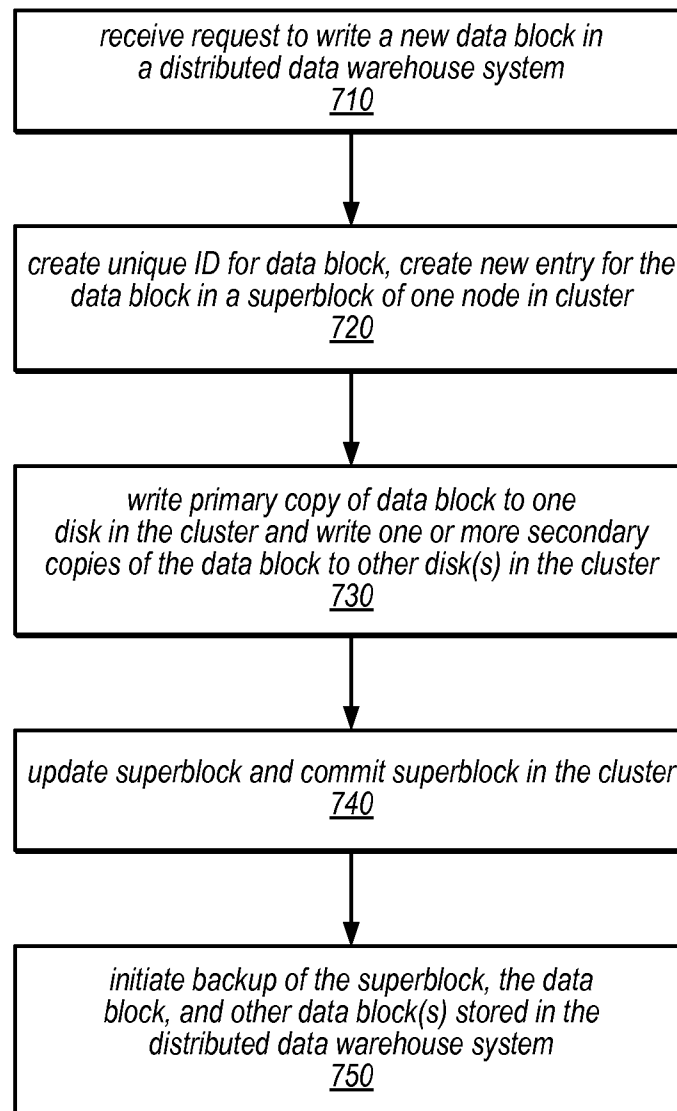 receive request to write a new data block in
a distributed data warehouse system
710
create unique ID for data block, create new entry for the
data block in a superblock of one node in cluster
720
write primary copy of data block to one
disk in the cluster and write one or more secondary
copies of the data block to other disk(s) in the cluster
730
update superblock and commit superblock in the cluster
740
initiate backup of the superblock, the data
block, and other data block(s) stored in the
distributed data warehouse system
750